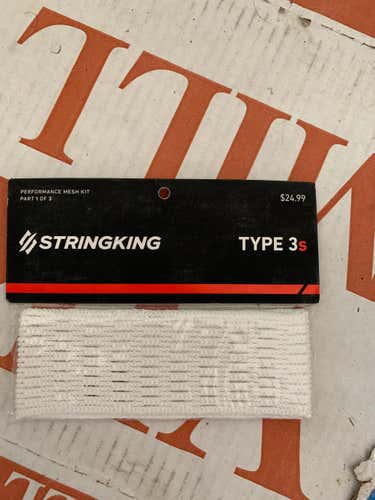 PERFORMANCE MESH KIT
PART 1 OF 3
$24.99
STRINGKING
TYPE 3s